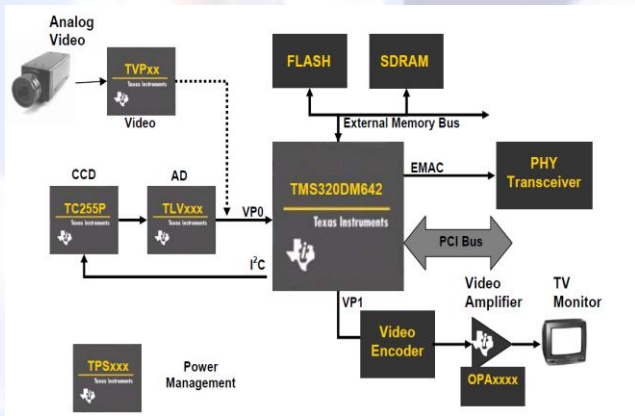 Analog
Video
TVPxx
Texas Instruments
Video
FLASH
SDRAM
External Memory Bus
CCD
TC255P
Texas Instruments
AD
TLVxxx
Texas Instruments
VP0
I²C
TMS320DM642
Texas Instruments
EMAC
PHY
Transceiver
PCI Bus
VP1
Video
Encoder
Video
Amplifier
OPAxxxx
TV
Monitor
TPSxxx
Texas Instruments
Power
Management